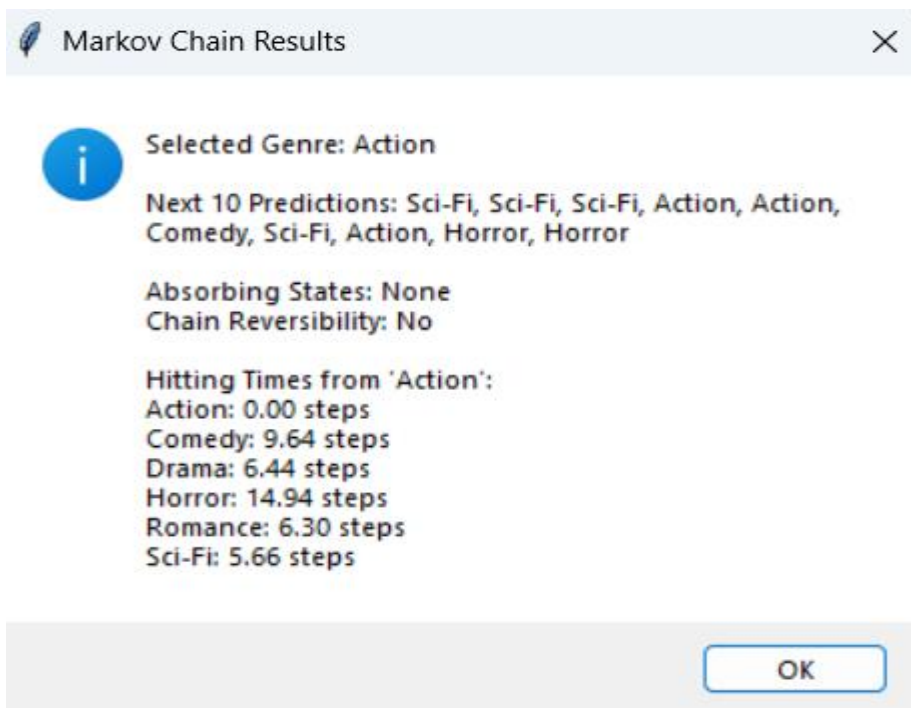 Markov Chain Results
Selected Genre: Action
Next 10 Predictions: Sci-Fi, Sci-Fi, Sci-Fi, Action, Action,
Comedy, Sci-Fi, Action, Horror, Horror
Absorbing States: None
Chain Reversibility: No
Hitting Times from 'Action':
Action: 0.00 steps
Comedy: 9.64 steps
Drama: 6.44 steps
Horror: 14.94 steps
Romance: 6.30 steps
Sci-Fi: 5.66 steps
OK